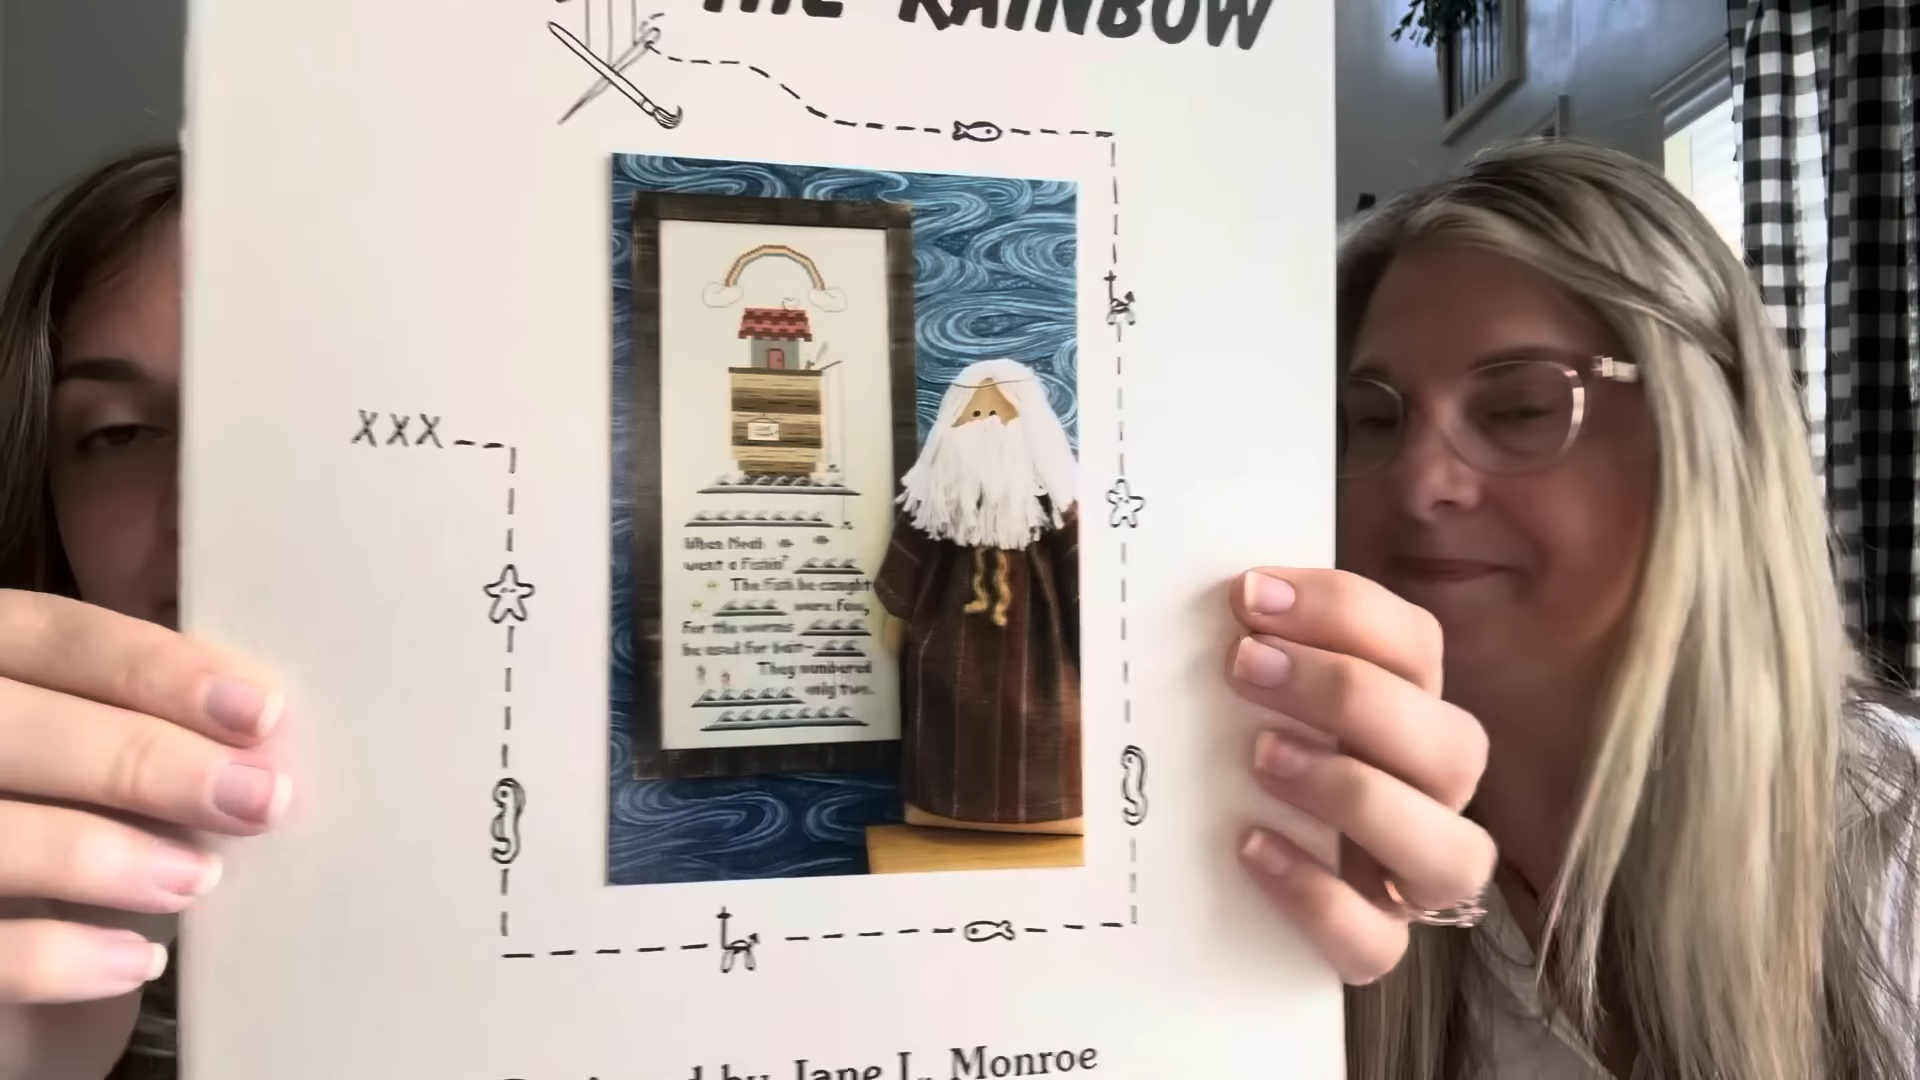 THE RAINBOW
XXX
When Noah
went a fishin'
The fish he caught
were few,
For the worms
he used for bait-
They numbered
only two.
Designed by Jane L. Monroe